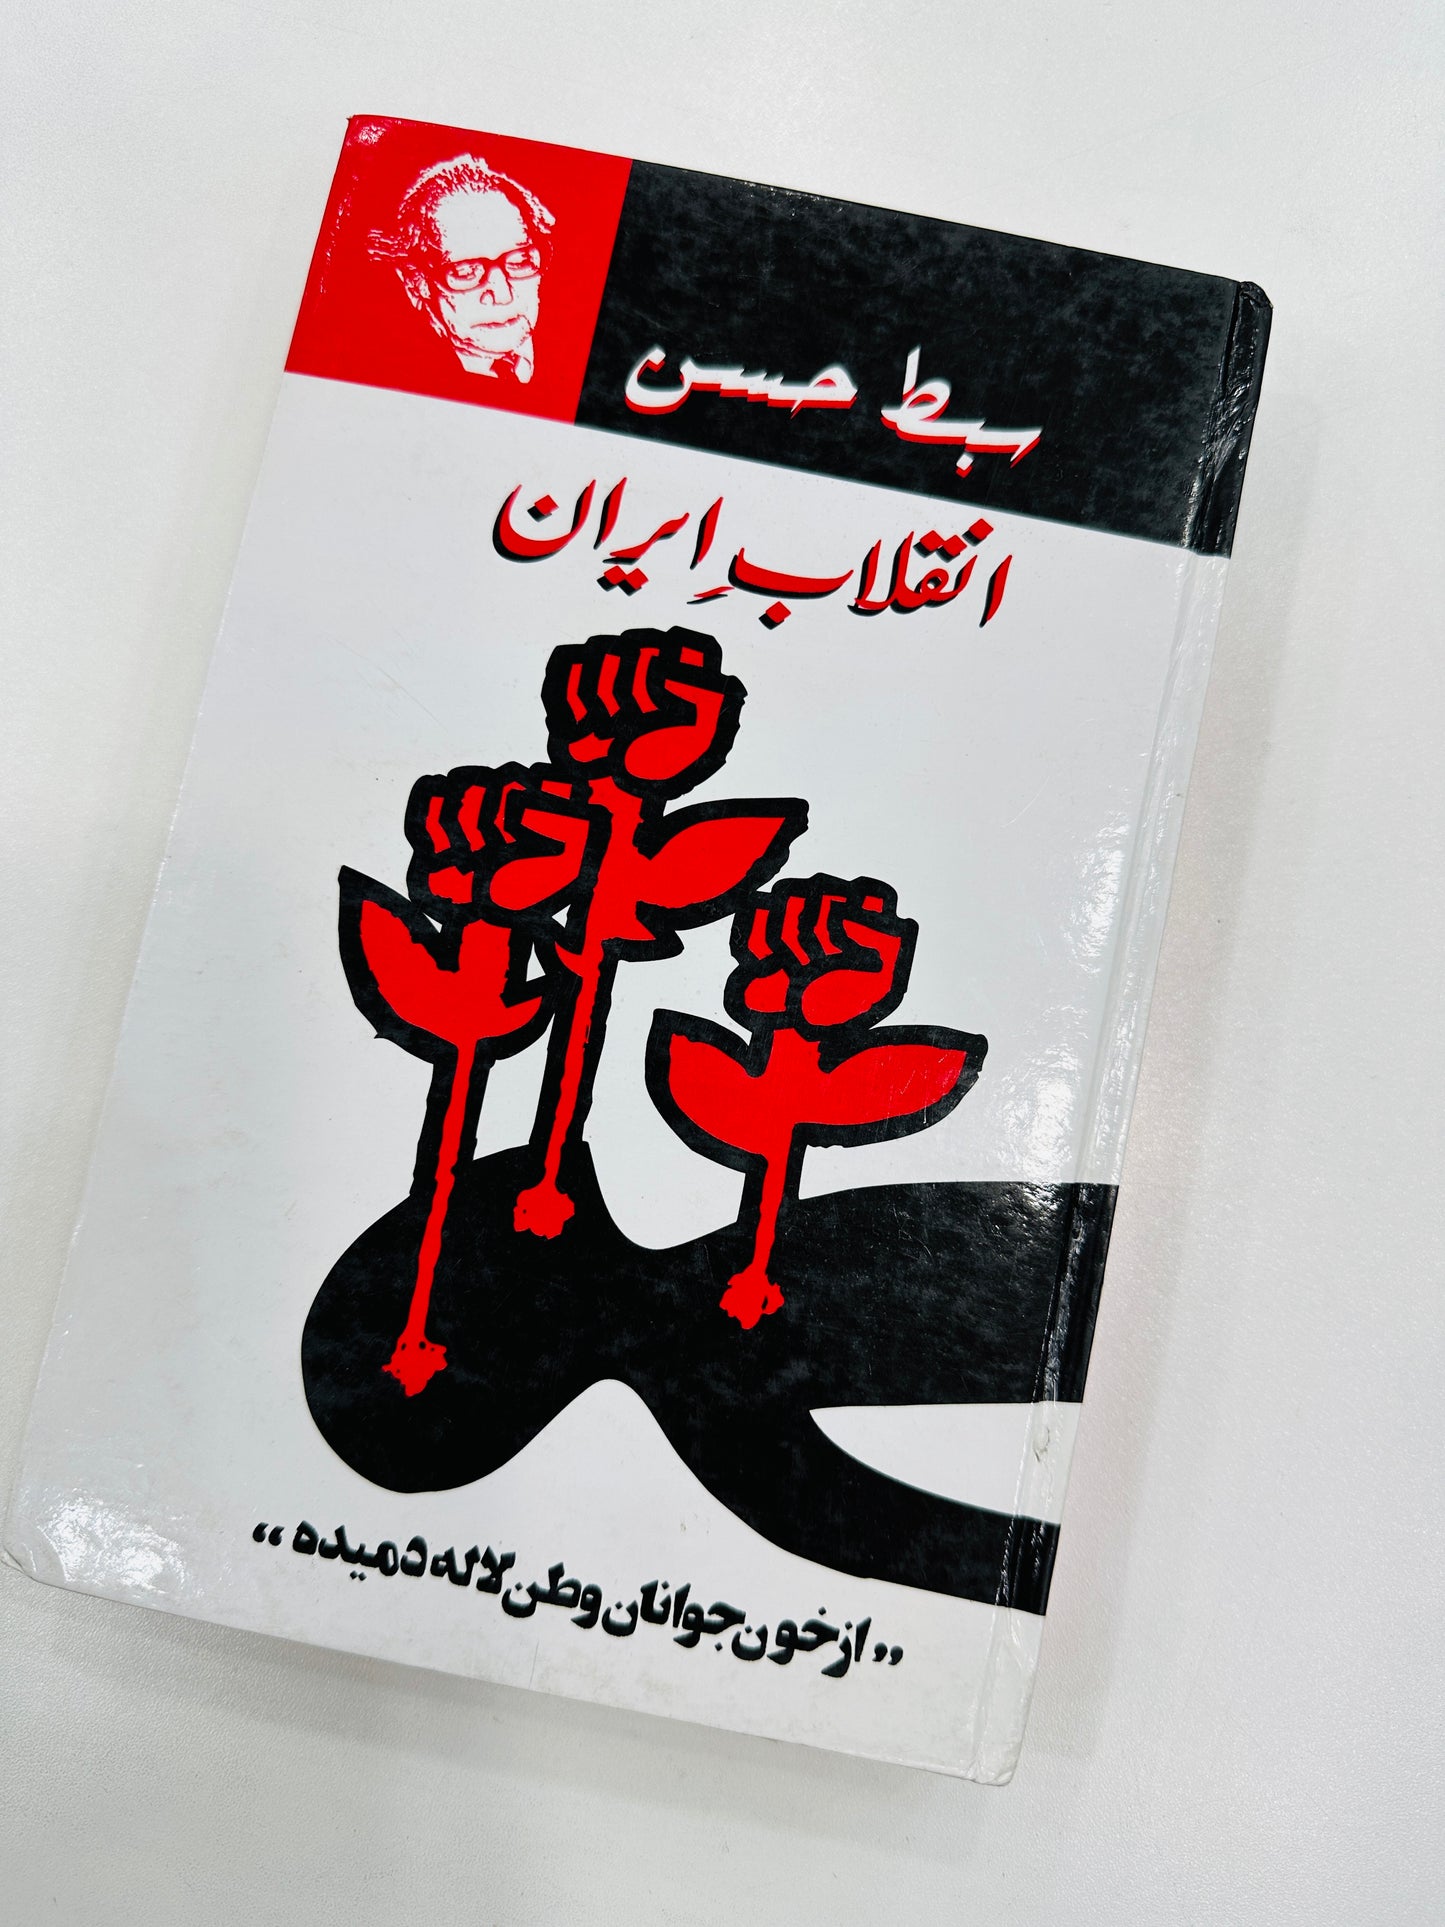 سبط حسن
انقلابِ ایران
„از خون جوانان وطن لاله دمیده“